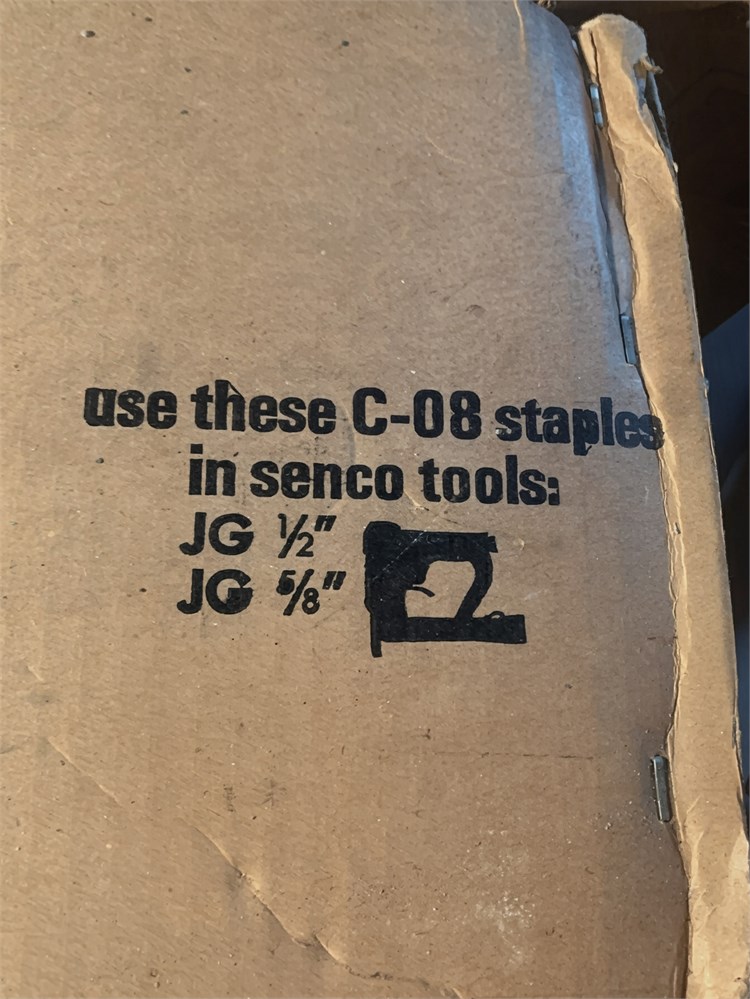 use these C-08 staples
in senco tools:
JG ½"
JG ⅝"